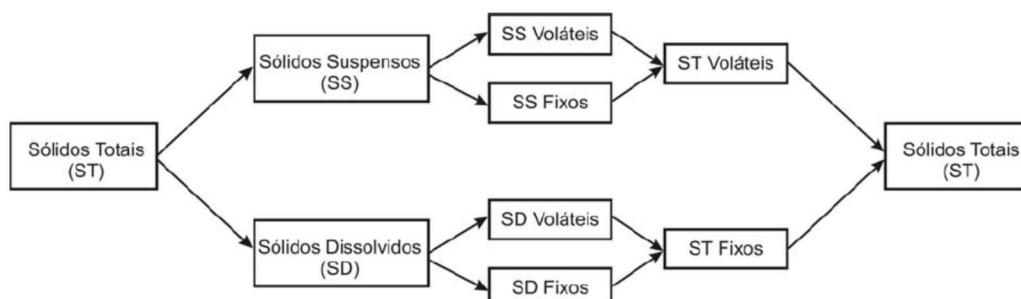 Sólidos Totais
(ST)
Sólidos Suspensos
(SS)
Sólidos Dissolvidos
(SD)
SS Voláteis
SS Fixos
SD Voláteis
SD Fixos
ST Voláteis
ST Fixos
Sólidos Totais
(ST)